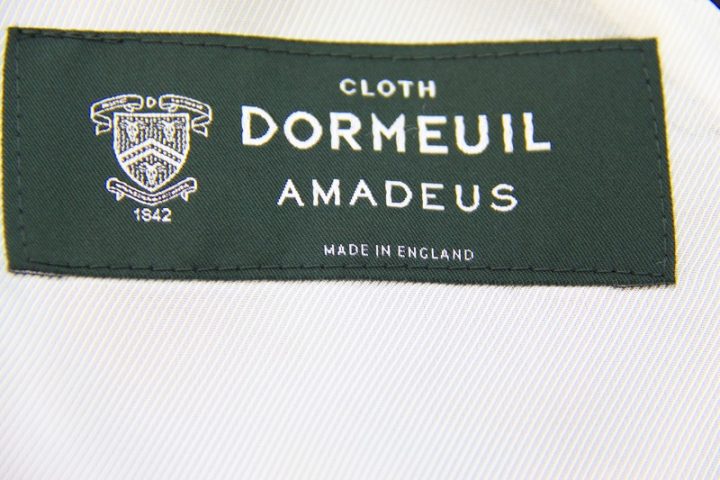 CLOTH
DORMEUIL
AMADEUS
MADE IN ENGLAND
D
1842